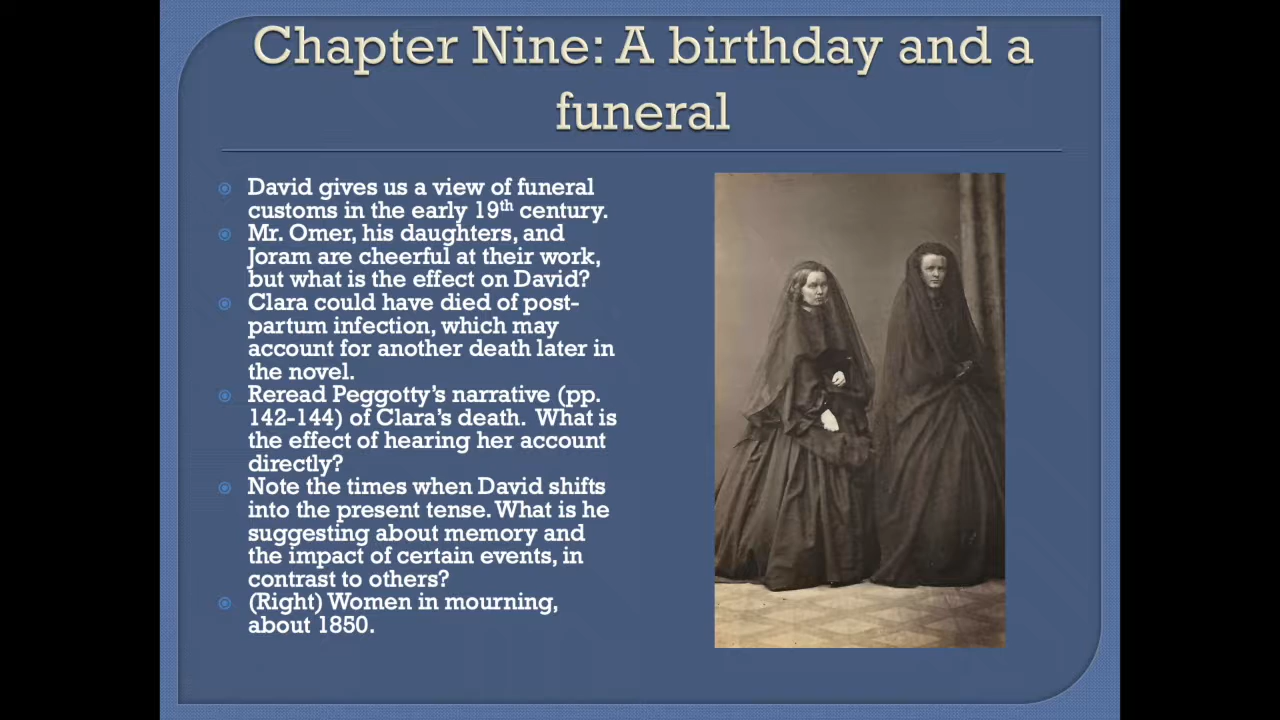 Chapter Nine: A birthday and a
funeral
David gives us a view of funeral
customs in the early 19th century.
Mr. Omer, his daughters, and
Joram are cheerful at their work,
but what is the effect on David?
Clara could have died of post-
partum infection, which may
account for another death later in
the novel.
Reread Peggotty's narrative (pp.
142-144) of Clara's death.  What is
the effect of hearing her account
directly?
Note the times when David shifts
into the present tense. What is he
suggesting about memory and
the impact of certain events, in
contrast to others?
(Right) Women in mourning,
about 1850.